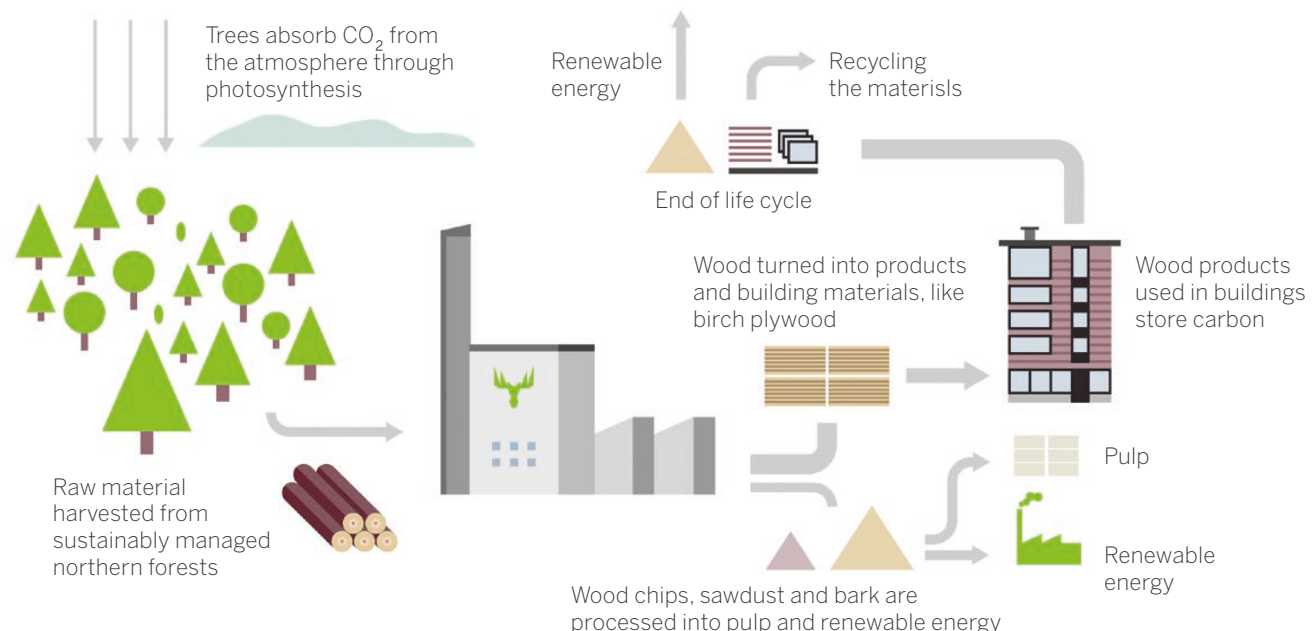 Trees absorb CO₂ from
the atmosphere through
photosynthesis
Renewable
energy
Recycling
the materisls
End of life cycle
Wood turned into products
and building materials, like
birch plywood
Wood products
used in buildings
store carbon
Raw material
harvested from
sustainably managed
northern forests
Pulp
Renewable
energy
Wood chips, sawdust and bark are
processed into pulp and renewable energy